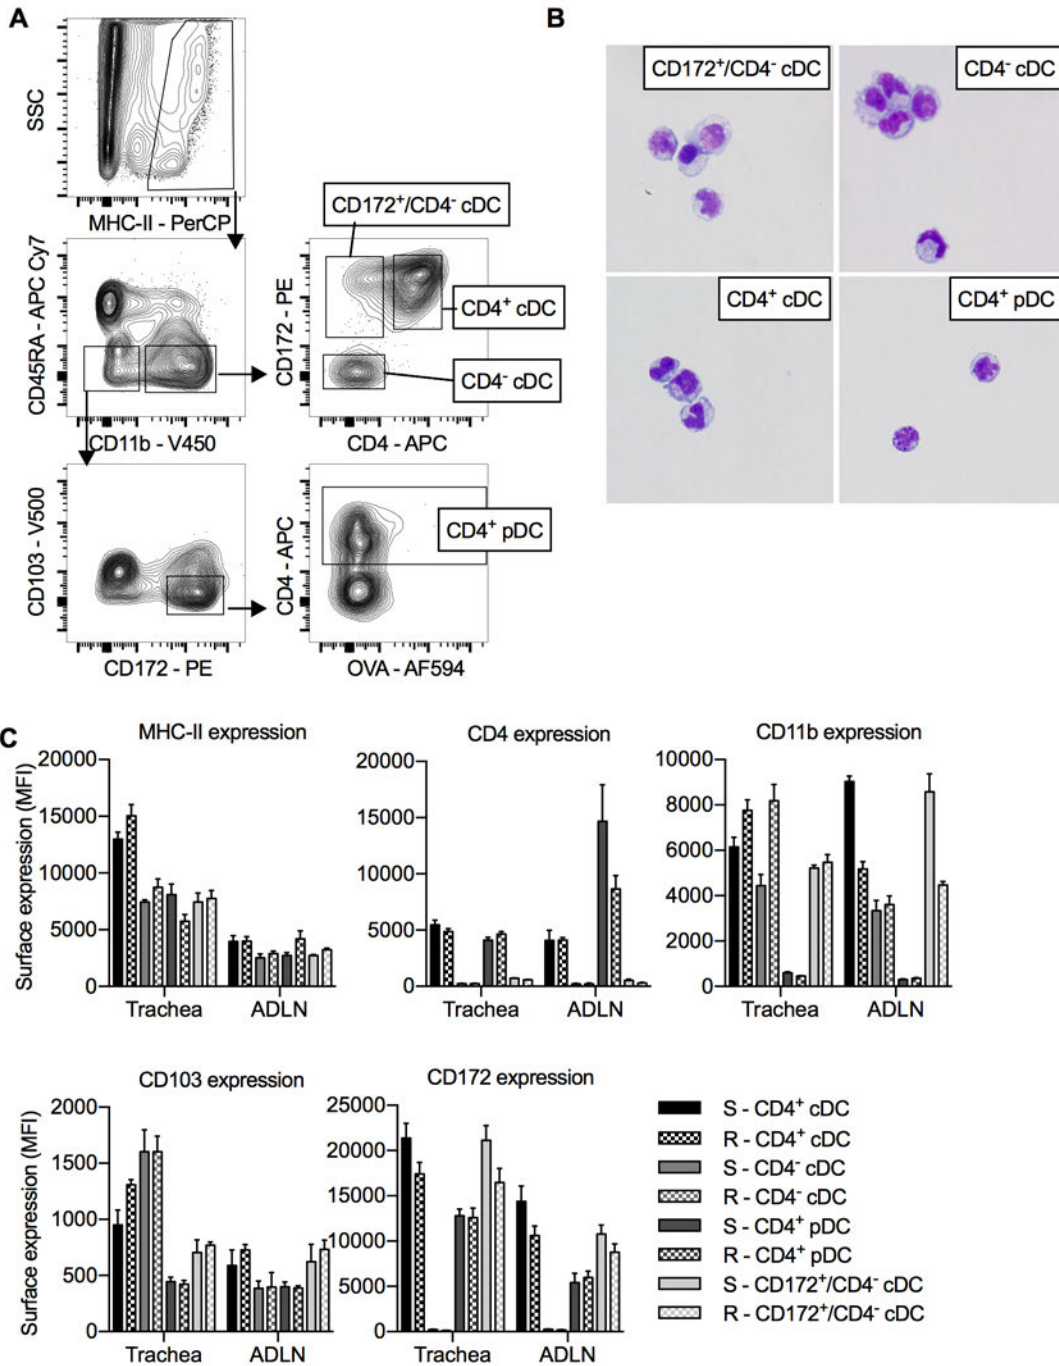 A
SSC
MHC-II - PerCP
CD45RA - APC Cy7
CD11b - V450
CD172+/CD4- cDC
CD172 - PE
CD4+ cDC
CD4- cDC
CD4 - APC
CD103 - V500
CD172 - PE
CD4 - APC
CD4+ pDC
OVA - AF594
B
CD172+/CD4- cDC
CD4- cDC
CD4+ cDC
CD4+ pDC
C
MHC-II expression
Surface expression (MFI)
20000
15000
10000
5000
0
Trachea
ADLN
CD4 expression
20000
15000
10000
5000
0
Trachea
ADLN
CD11b expression
10000
8000
6000
4000
2000
0
Trachea
ADLN
CD103 expression
Surface expression (MFI)
2000
1500
1000
500
0
Trachea
ADLN
CD172 expression
25000
20000
15000
10000
5000
0
Trachea
ADLN
S - CD4+ cDC
R - CD4+ cDC
S - CD4- cDC
R - CD4- cDC
S - CD4+ pDC
R - CD4+ pDC
S - CD172+/CD4- cDC
R - CD172+/CD4- cDC